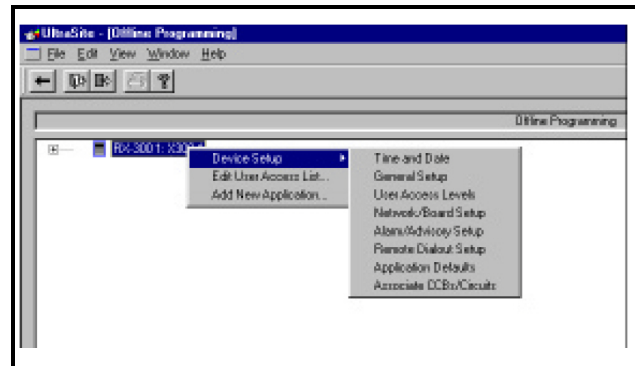 UltraSite - [Offline Programming]
File Edit View Window Help
Offline Programming
RX-300 1: X300
Device Setup
Edit User Access List...
Add New Application...
Time and Date
General Setup
User Access Levels
Network/Board Setup
Alarm/Advisory Setup
Remote Dialout Setup
Application Defaults
Associate CCBs/Circuits